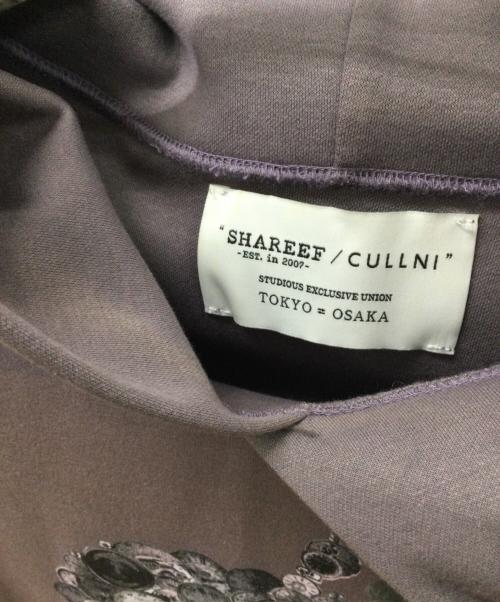 "SHAREEF / CULLNI"
-EST. in 2007-
STUDIOUS EXCLUSIVE UNION
TOKYO = OSAKA